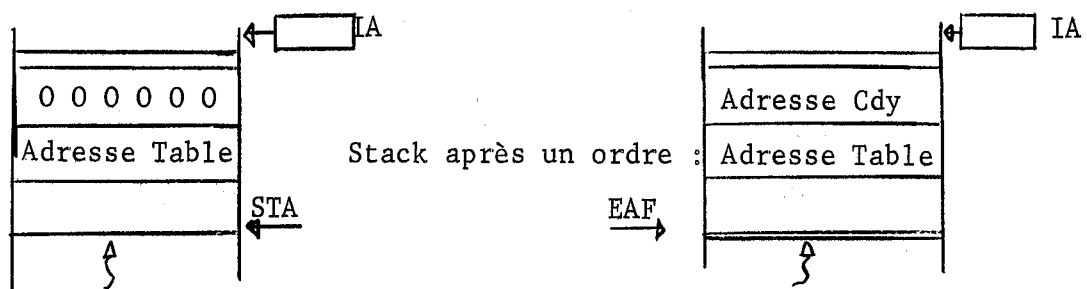 IA
IA
0 0 0 0 0 0
Adresse Cdy
Adresse Table
Stack après un ordre :
Adresse Table
STA
EAF